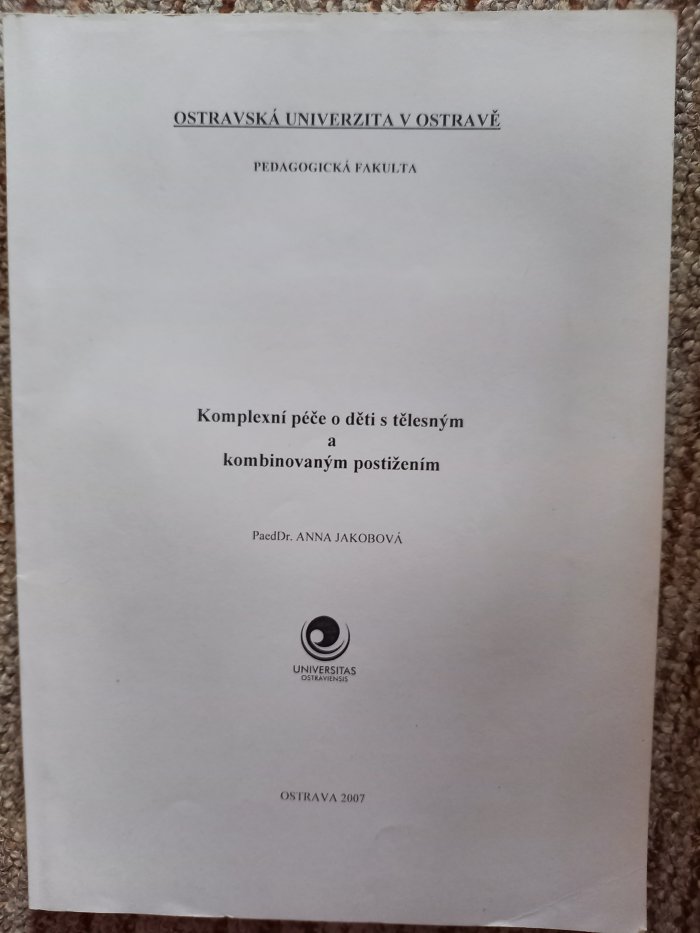 OSTRAVSKÁ UNIVERZITA V OSTRAVĚ
PEDAGOGICKÁ FAKULTA
Komplexní péče o děti s tělesným
a
kombinovaným postižením
PaedDr. ANNA JAKOBOVÁ
UNIVERSITAS
OSTRAVIENSIS
OSTRAVA 2007